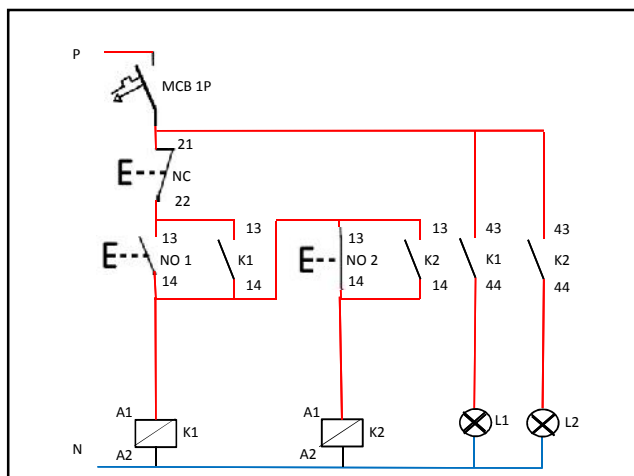 P
MCB 1P
21
NC
22
13 13 13 13 43 43
NO 1 K1 NO 2 K2 K1 K2
14 14 14 14 44 44
A1 K1 A2
A1 K2 A2
L1 L2
N